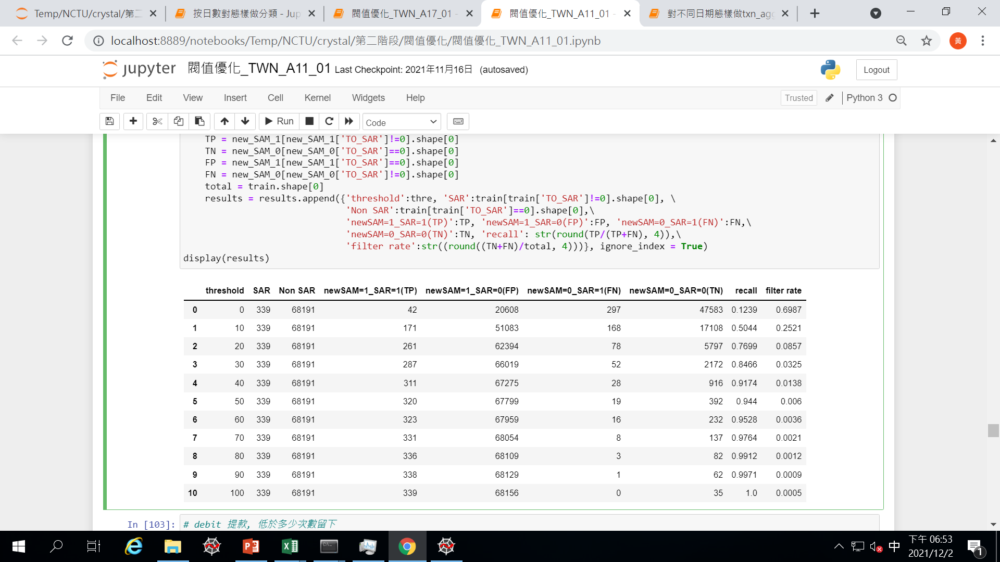 Temp/NCTU/crystal/第二
按日數對態樣做分類 - Jup
閥值優化_TWN_A17_01 -
閥值優化_TWN_A11_01 -
對不同日期態樣做txn_agg
localhost:8889/notebooks/Temp/NCTU/crystal/第二階段/閥值優化/閥值優化_TWN_A11_01.ipynb
黃
jupyter 閥值優化_TWN_A11_01 Last Checkpoint: 2021年11月16日 (autosaved)
Logout
File Edit View Insert Cell Kernel Widgets Help
Trusted Python 3
Run Code
TP = new_SAM_1[new_SAM_1['TO_SAR']!=0].shape[0]
TN = new_SAM_0[new_SAM_0['TO_SAR']==0].shape[0]
FP = new_SAM_1[new_SAM_1['TO_SAR']==0].shape[0]
FN = new_SAM_0[new_SAM_0['TO_SAR']!=0].shape[0]
total = train.shape[0]
results = results.append({'threshold':thre, 'SAR':train[train['TO_SAR']!=0].shape[0], \
'Non SAR':train[train['TO_SAR']==0].shape[0],\
'newSAM=1_SAR=1(TP)':TP, 'newSAM=1_SAR=0(FP)':FP, 'newSAM=0_SAR=1(FN)':FN,\
'newSAM=0_SAR=0(TN)':TN, 'recall': str(round(TP/(TP+FN), 4)),\
'filter rate':str((round((TN+FN)/total, 4)))}, ignore_index = True)
display(results)
threshold SAR Non SAR newSAM=1_SAR=1(TP) newSAM=1_SAR=0(FP) newSAM=0_SAR=1(FN) newSAM=0_SAR=0(TN) recall filter rate
0 0 339 68191 42 20608 297 47583 0.1239 0.6987
1 10 339 68191 171 51083 168 17108 0.5044 0.2521
2 20 339 68191 261 62394 78 5797 0.7699 0.0857
3 30 339 68191 287 66019 52 2172 0.8466 0.0325
4 40 339 68191 311 67275 28 916 0.9174 0.0138
5 50 339 68191 320 67799 19 392 0.944 0.006
6 60 339 68191 323 67959 16 232 0.9528 0.0036
7 70 339 68191 331 68054 8 137 0.9764 0.0021
8 80 339 68191 336 68109 3 82 0.9912 0.0012
9 90 339 68191 338 68129 1 62 0.9971 0.0009
10 100 339 68191 339 68156 0 35 1.0 0.0005
In [103]: # debit 提款, 低於多少次數留下
中
下午 06:53
2021/12/2
1